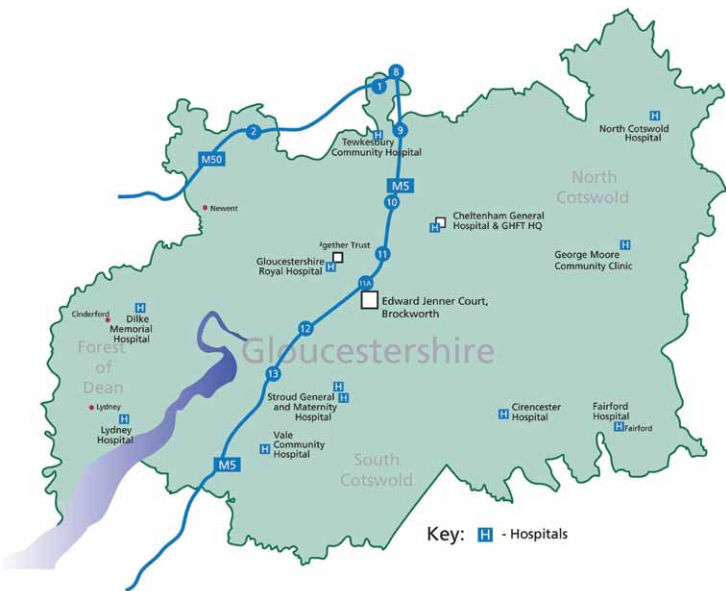 8
1
2
9
M50
Tewkesbury
Community Hospital
North Cotswold
Hospital
M5
North
Cotswold
10
Newent
Cheltenham General
Hospital & GHFT HQ
²gether Trust
Gloucestershire
Royal Hospital
11
George Moore
Community Clinic
11A
Edward Jenner Court,
Brockworth
Cinderford
Dilke
Memorial
Hospital
12
Forest
of
Dean
Gloucestershire
13
Stroud General
and Maternity
Hospital
Lydney
Lydney
Hospital
Cirencester
Hospital
Fairford
Hospital
Fairford
Vale
Community
Hospital
M5
South
Cotswold
Key: H - Hospitals